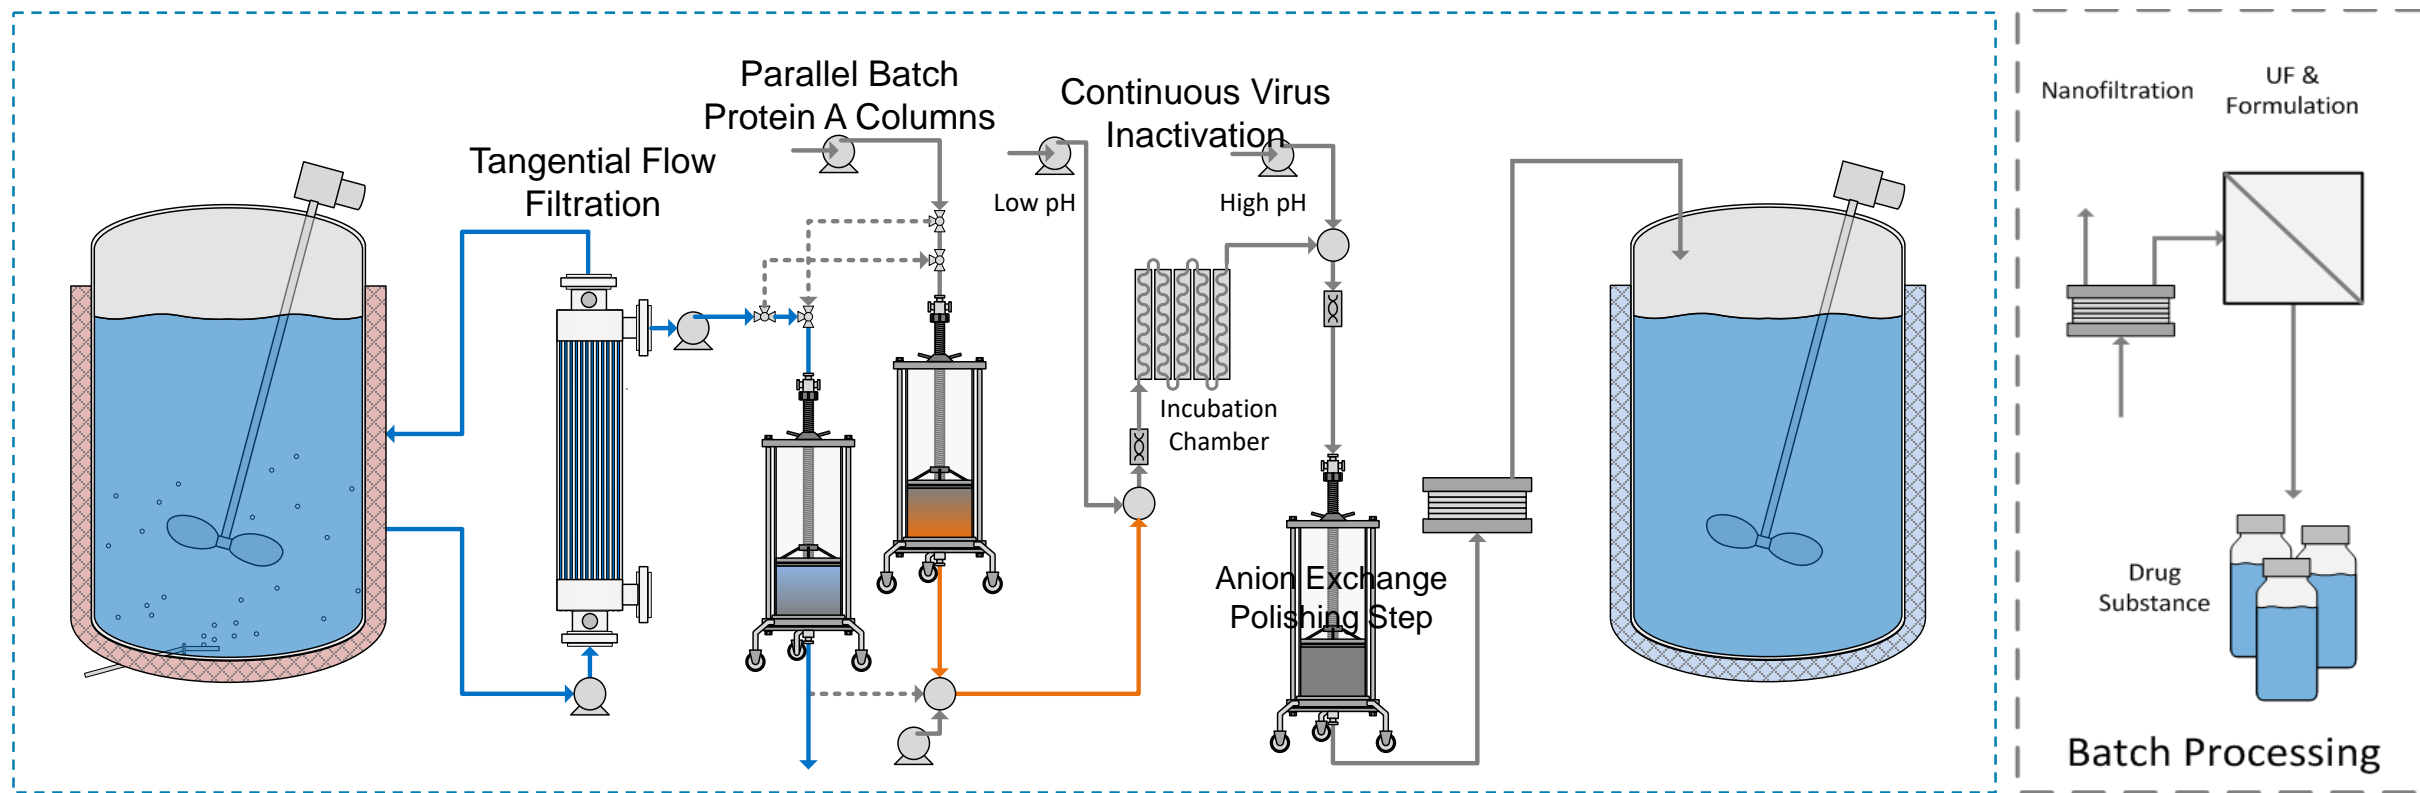 Tangential Flow
Filtration
Parallel Batch
Protein A Columns
Continuous Virus
Inactivation
Low pH
High pH
Incubation
Chamber
Anion Exchange
Polishing Step
Nanofiltration
UF &
Formulation
Drug
Substance
Batch Processing